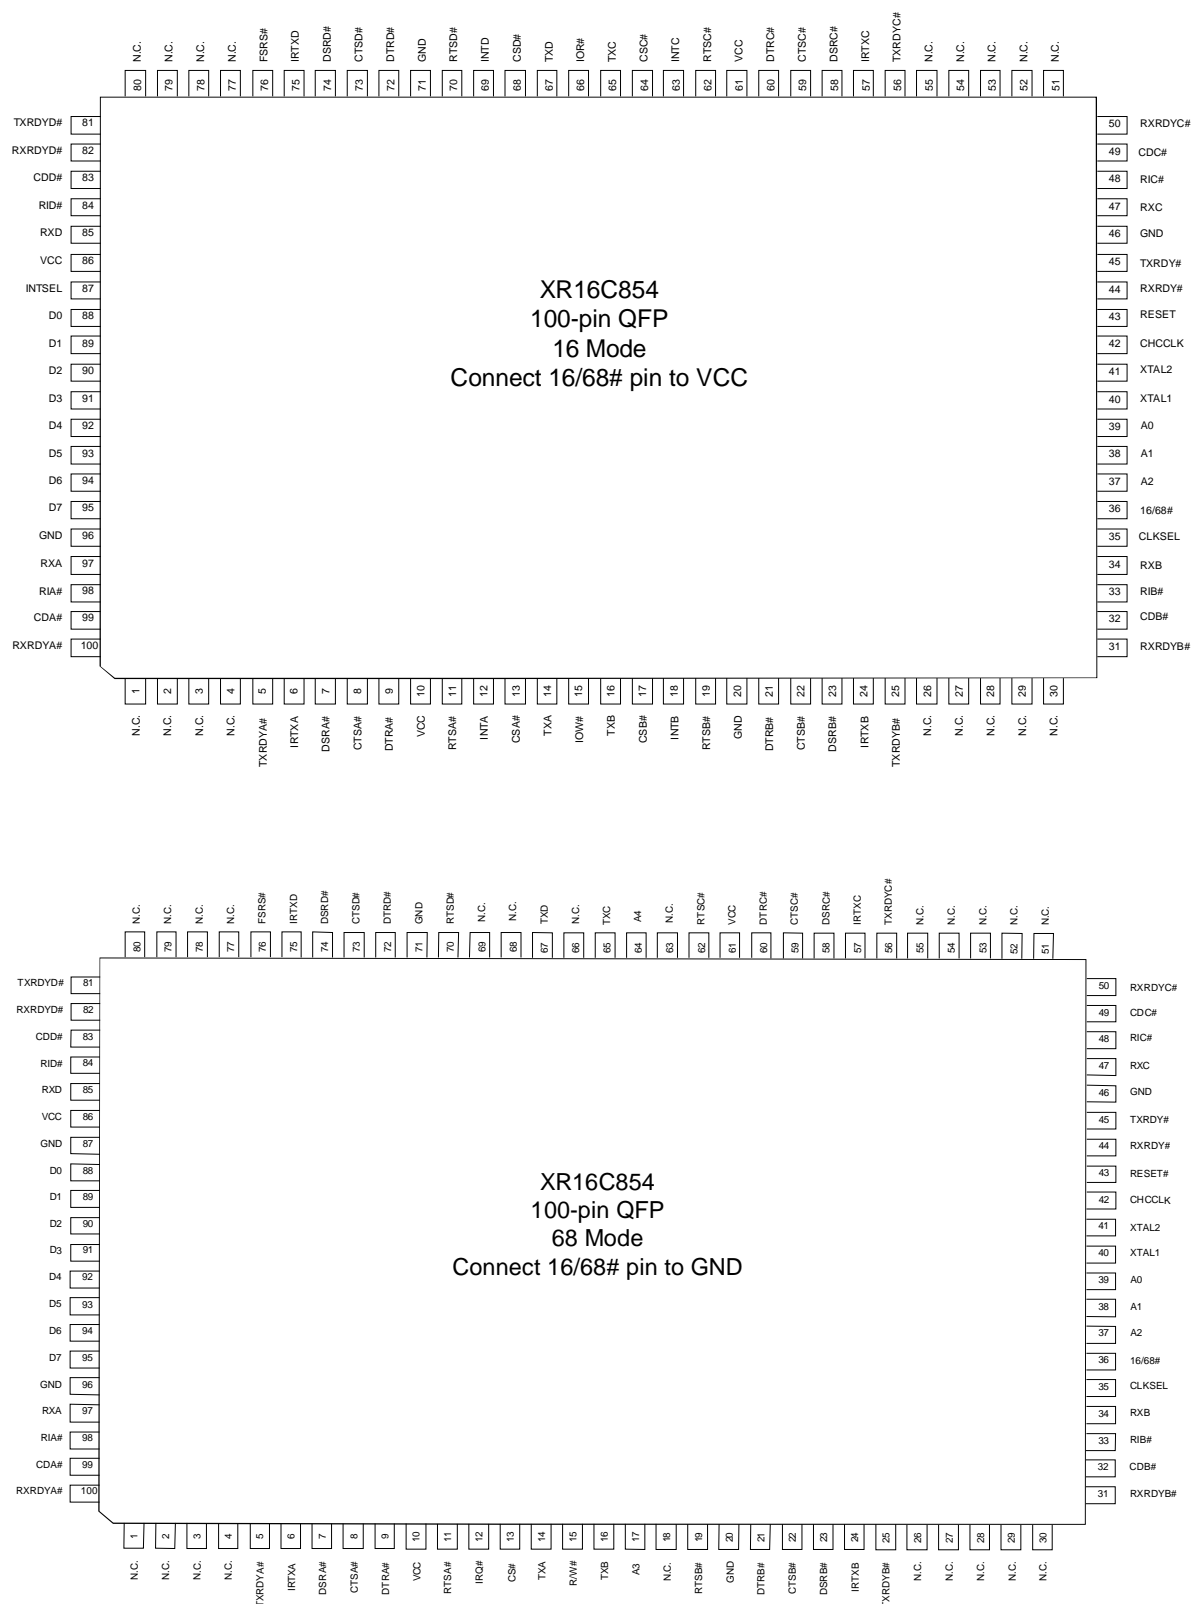 N.C. N.C. N.C. N.C. FSRS# IRTXD DSRD# CTSD# DTRD# GND RTSD# INTD CSD# TXD IOR# TXC CSC# INTC RTSC# VCC DTRC# CTSC# DSRC# IRTXC TXRDYC# N.C. N.C. N.C. N.C. N.C.
80 79 78 77 76 75 74 73 72 71 70 69 68 67 66 65 64 63 62 61 60 59 58 57 56 55 54 53 52 51
TXRDYD# 81
RXRDYD# 82
CDD# 83
RID# 84
RXD 85
VCC 86
INTSEL 87
D0 88
D1 89
D2 90
D3 91
D4 92
D5 93
D6 94
D7 95
GND 96
RXA 97
RIA# 98
CDA# 99
RXRDYA# 100
XR16C854
100-pin QFP
16 Mode
Connect 16/68# pin to VCC
50 RXRDYC#
49 CDC#
48 RIC#
47 RXC
46 GND
45 TXRDY#
44 RXRDY#
43 RESET
42 CHCCLK
41 XTAL2
40 XTAL1
39 A0
38 A1
37 A2
36 16/68#
35 CLKSEL
34 RXB
33 RIB#
32 CDB#
31 RXRDYB#
1 2 3 4 5 6 7 8 9 10 11 12 13 14 15 16 17 18 19 20 21 22 23 24 25 26 27 28 29 30
N.C. N.C. N.C. N.C. TXRDYA# IRTXA DSRA# CTSA# DTRA# VCC RTSA# INTA CSA# TXA IOW# TXB CSB# INTB RTSB# GND DTRB# CTSB# DSRB# IRTXB TXRDYB# N.C. N.C. N.C. N.C. N.C.
N.C. N.C. N.C. N.C. FSRS# IRTXD DSRD# CTSD# DTRD# GND RTSD# N.C. N.C. TXD N.C. TXC A4 N.C. RTSC# VCC DTRC# CTSC# DSRC# IRTXC TXRDYC# N.C. N.C. N.C. N.C. N.C.
80 79 78 77 76 75 74 73 72 71 70 69 68 67 66 65 64 63 62 61 60 59 58 57 56 55 54 53 52 51
TXRDYD# 81
RXRDYD# 82
CDD# 83
RID# 84
RXD 85
VCC 86
GND 87
D0 88
D1 89
D2 90
D3 91
D4 92
D5 93
D6 94
D7 95
GND 96
RXA 97
RIA# 98
CDA# 99
RXRDYA# 100
XR16C854
100-pin QFP
68 Mode
Connect 16/68# pin to GND
50 RXRDYC#
49 CDC#
48 RIC#
47 RXC
46 GND
45 TXRDY#
44 RXRDY#
43 RESET#
42 CHCCLK
41 XTAL2
40 XTAL1
39 A0
38 A1
37 A2
36 16/68#
35 CLKSEL
34 RXB
33 RIB#
32 CDB#
31 RXRDYB#
1 2 3 4 5 6 7 8 9 10 11 12 13 14 15 16 17 18 19 20 21 22 23 24 25 26 27 28 29 30
N.C. N.C. N.C. N.C. TXRDYA# IRTXA DSRA# CTSA# DTRA# VCC RTSA# IRQ# CS# TXA R/W# TXB A3 N.C. RTSB# GND DTRB# CTSB# DSRB# IRTXB TXRDYB# N.C. N.C. N.C. N.C. N.C.